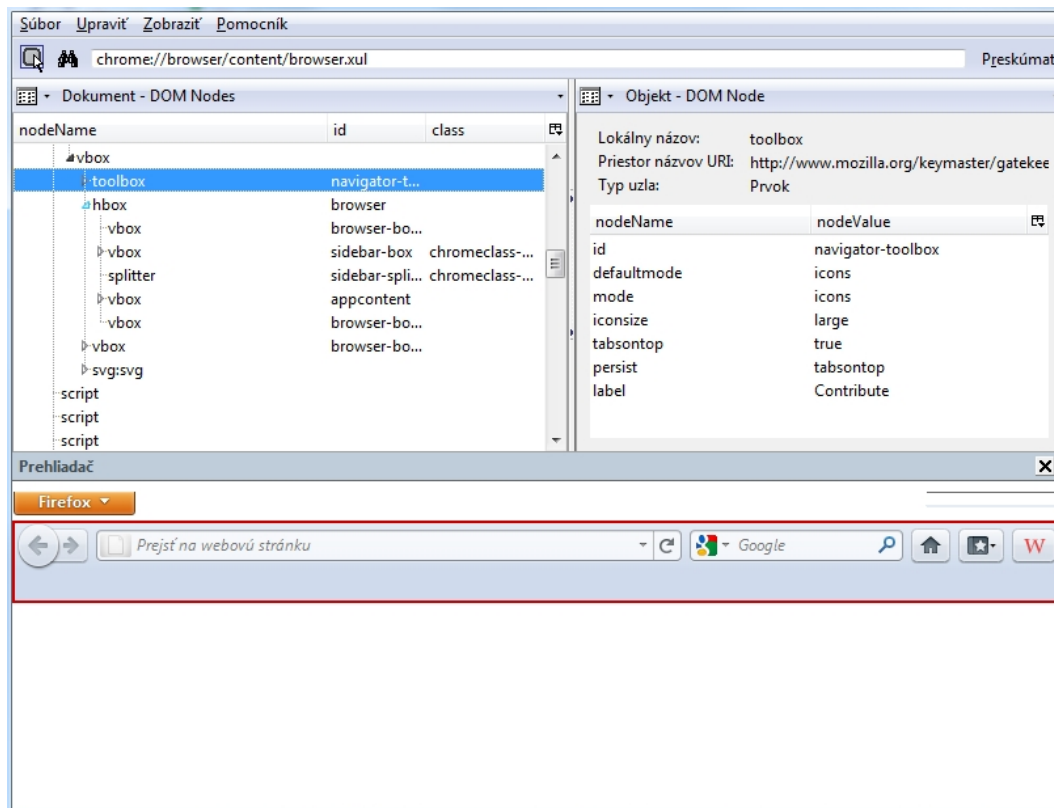 Súbor Upraviť Zobraziť Pomocník
chrome://browser/content/browser.xul Preskúmať
Dokument - DOM Nodes
nodeName id class
vbox
toolbox navigator-t...
hbox browser
vbox browser-bo...
vbox sidebar-box chromeclass-...
splitter sidebar-spli... chromeclass-...
vbox appcontent
vbox browser-bo...
vbox browser-bo...
svg:svg
script
script
script
Objekt - DOM Node
Lokálny názov: toolbox
Priestor názvov URI: http://www.mozilla.org/keymaster/gatekee
Typ uzla: Prvok
nodeName nodeValue
id navigator-toolbox
defaultmode icons
mode icons
iconsize large
tabsontop true
persist tabsontop
label Contribute
Prehliadač
Firefox
Prejsť na webovú stránku Google W